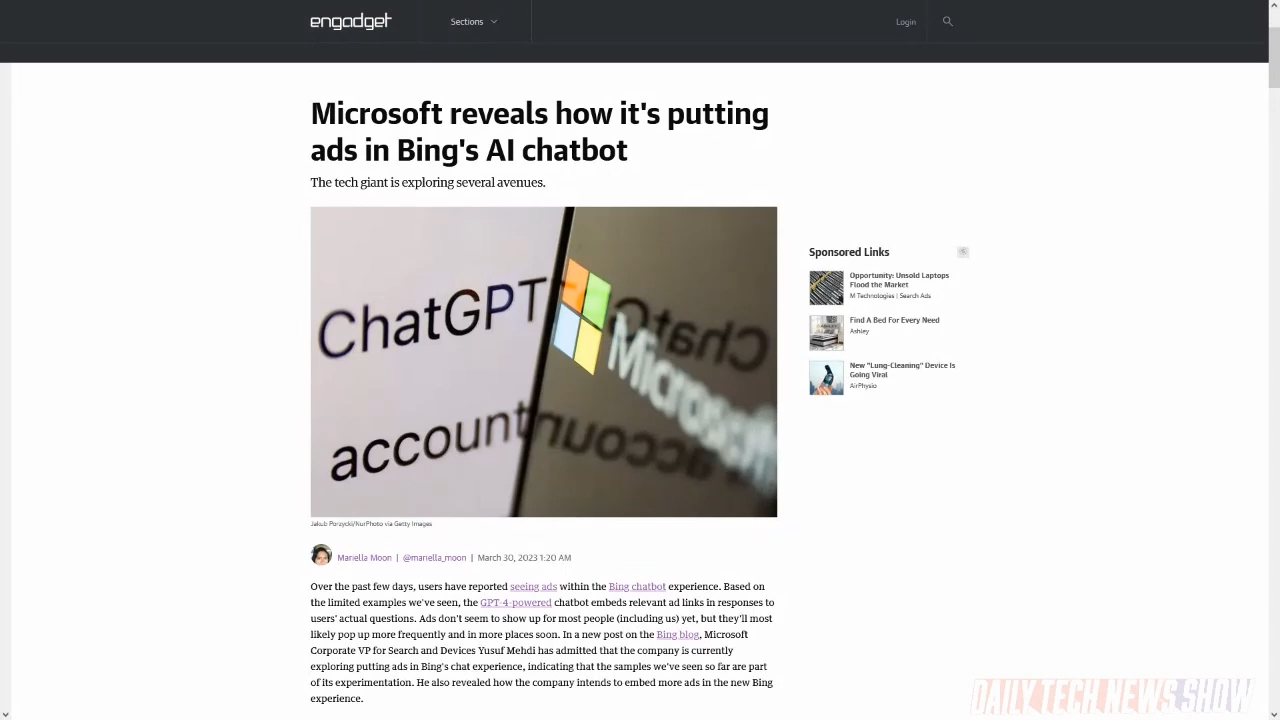 engadget
Sections
Login
Microsoft reveals how it's putting
ads in Bing's AI chatbot
The tech giant is exploring several avenues.
ChatGPT
account
Microsoft
Jakub Porzycki/NurPhoto via Getty Images
Sponsored Links
Opportunity: Unsold Laptops
Flood the Market
M Technologies | Search Ads
Find A Bed For Every Need
Ashley
New "Lung-Cleaning" Device Is
Going Viral
AirPhysio
Mariella Moon | @mariella_moon | March 30, 2023 1:20 AM
Over the past few days, users have reported seeing ads within the Bing chatbot experience. Based on
the limited examples we've seen, the GPT-4-powered chatbot embeds relevant ad links in responses to
users' actual questions. Ads don't seem to show up for most people (including us) yet, but they'll most
likely pop up more frequently and in more places soon. In a new post on the Bing blog, Microsoft
Corporate VP for Search and Devices Yusuf Mehdi has admitted that the company is currently
exploring putting ads in Bing's chat experience, indicating that the samples we've seen so far are part
of its experimentation. He also revealed how the company intends to embed more ads in the new Bing
experience.
DAILY TECH NEWS SHOW